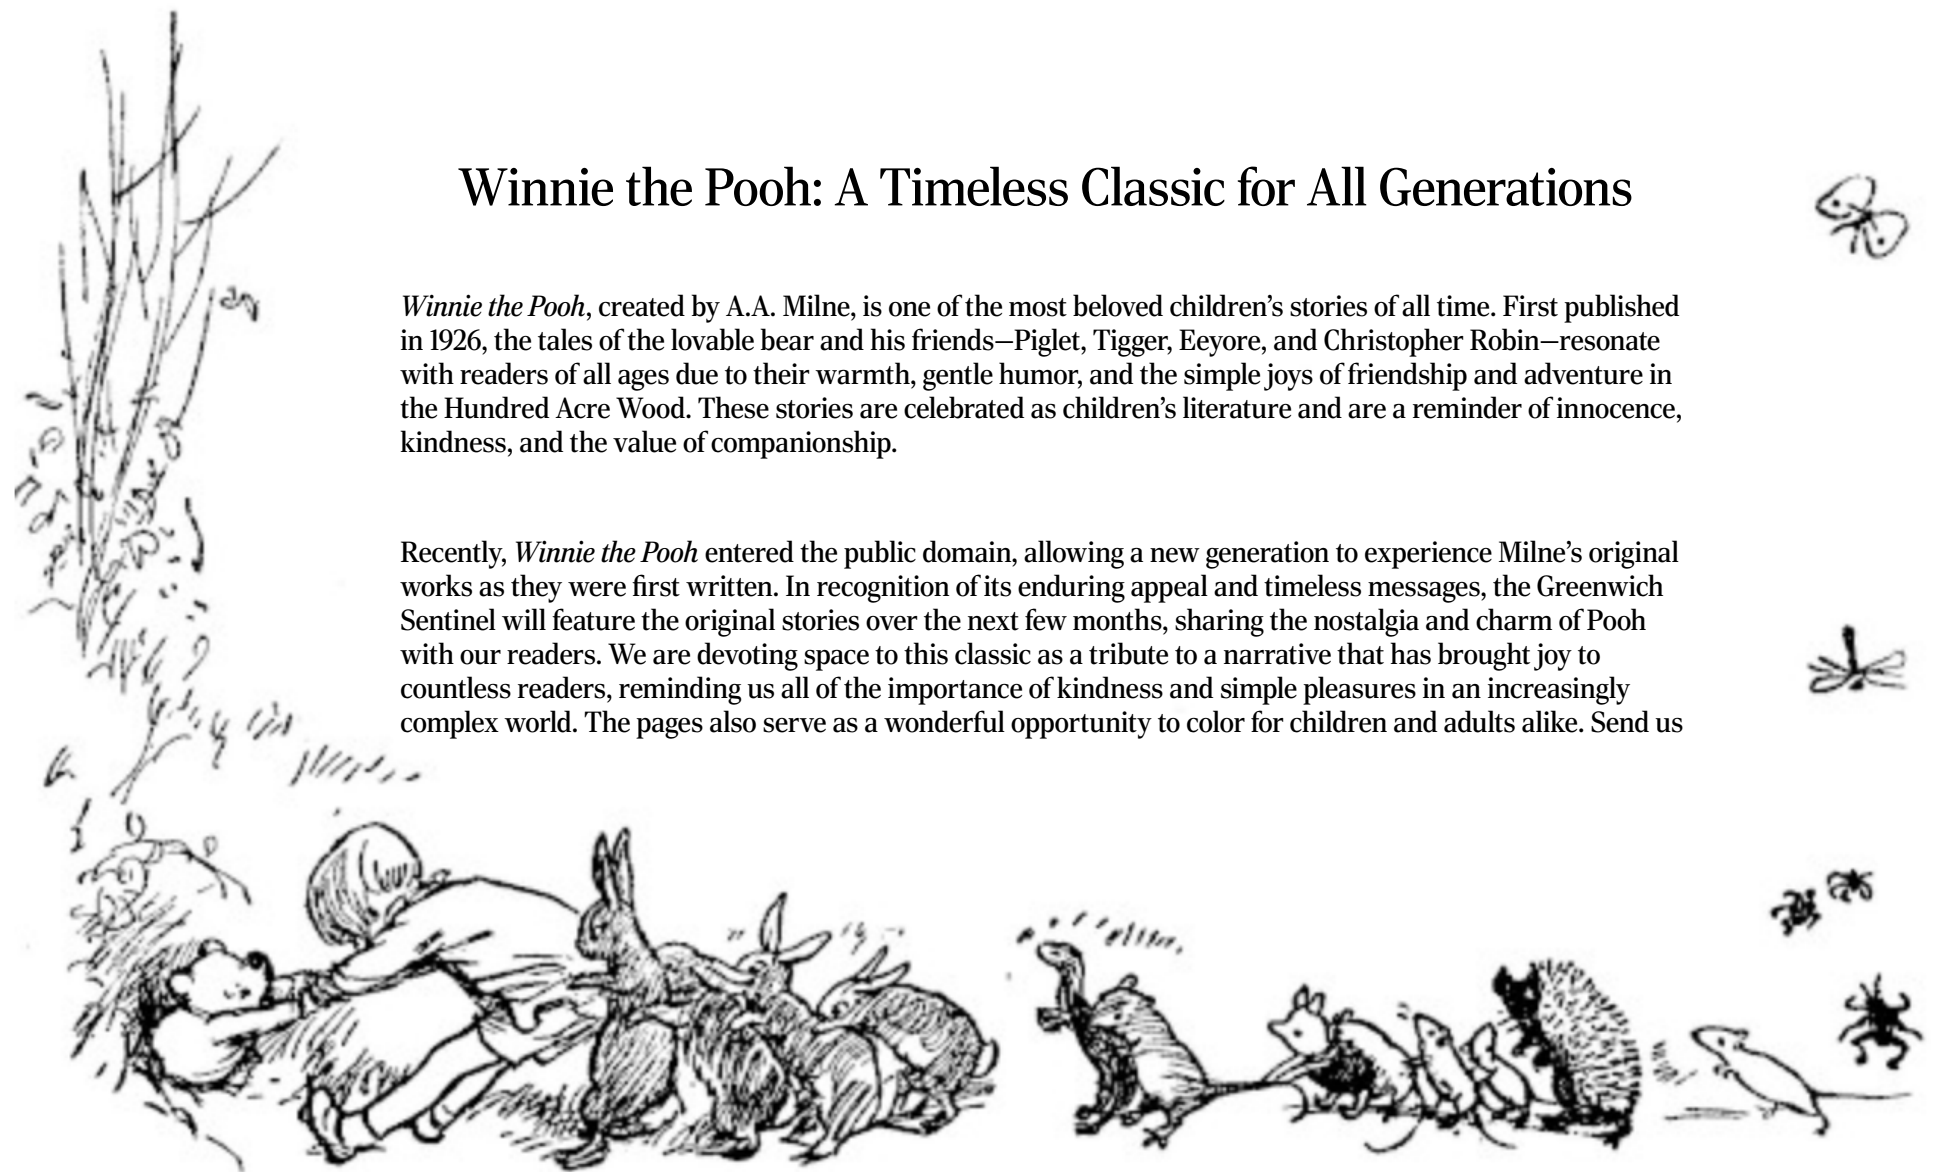 Winnie the Pooh: A Timeless Classic for All Generations
Winnie the Pooh, created by A.A. Milne, is one of the most beloved children’s stories of all time. First published
in 1926, the tales of the lovable bear and his friends—Piglet, Tigger, Eeyore, and Christopher Robin—resonate
with readers of all ages due to their warmth, gentle humor, and the simple joys of friendship and adventure in
the Hundred Acre Wood. These stories are celebrated as children’s literature and are a reminder of innocence,
kindness, and the value of companionship.
Recently, Winnie the Pooh entered the public domain, allowing a new generation to experience Milne’s original
works as they were first written. In recognition of its enduring appeal and timeless messages, the Greenwich
Sentinel will feature the original stories over the next few months, sharing the nostalgia and charm of Pooh
with our readers. We are devoting space to this classic as a tribute to a narrative that has brought joy to
countless readers, reminding us all of the importance of kindness and simple pleasures in an increasingly
complex world. The pages also serve as a wonderful opportunity to color for children and adults alike. Send us